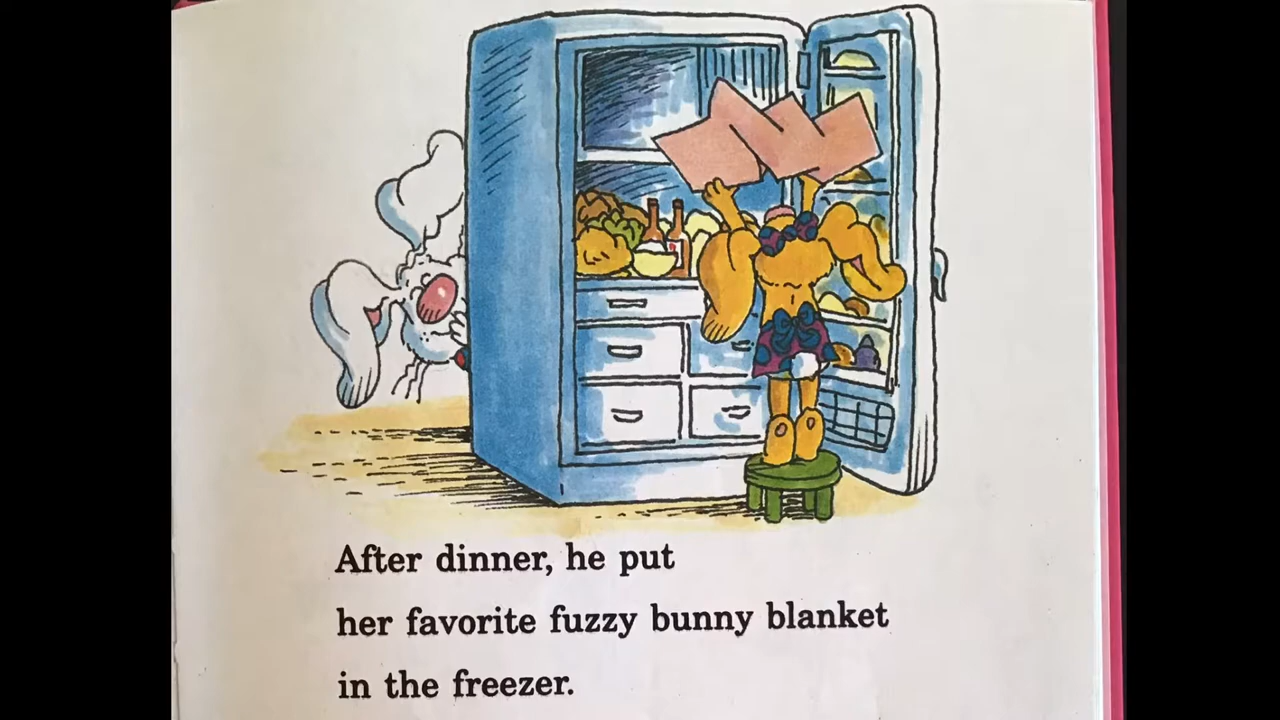 After dinner, he put
her favorite fuzzy bunny blanket
in the freezer.